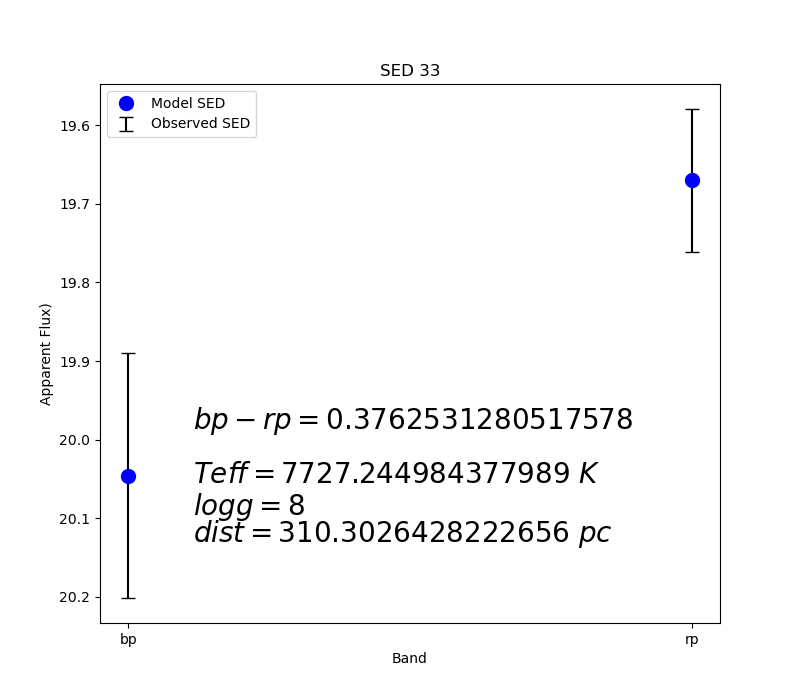 SED 33
Model SED
Observed SED
19.6
19.7
19.8
19.9
20.0
20.1
20.2
Apparent Flux)
bp − rp = 0.3762531280517578
Teff = 7727.244984377989 K
logg = 8
dist = 310.3026428222656 pc
bp
rp
Band